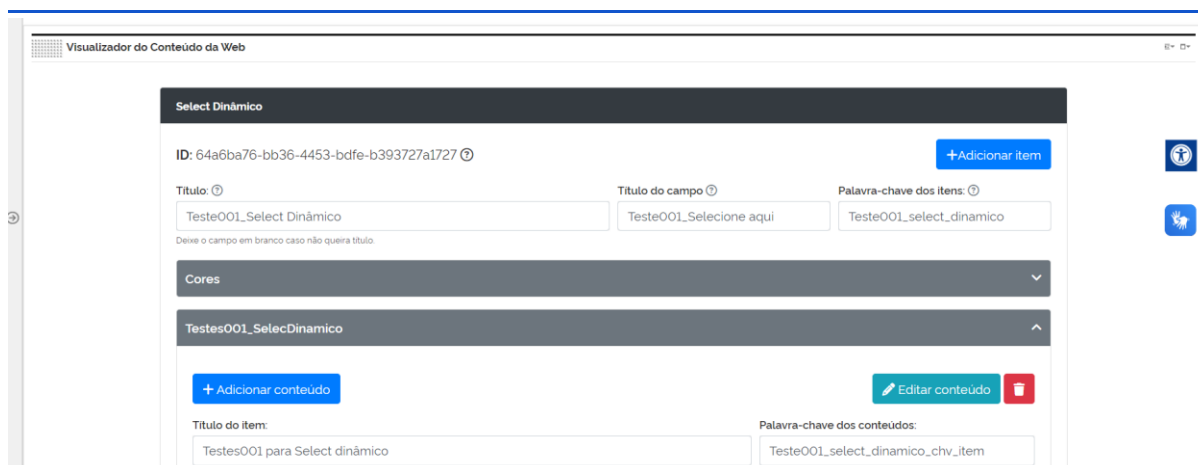 Visualizador do Conteúdo da Web
Select Dinâmico
ID: 64a6ba76-bb36-4453-bdfe-b393727a1727
+Adicionar item
Título: Título do campo Palavra-chave dos itens:
Teste001_Select Dinâmico Teste001_Selecione aqui Teste001_select_dinamico
Deixe o campo em branco caso não queira título.
Cores
Testes001_SelecDinamico
+ Adicionar conteúdo Editar conteúdo
Título do item: Palavra-chave dos conteúdos:
Testes001 para Select dinâmico Teste001_select_dinamico_chv_item